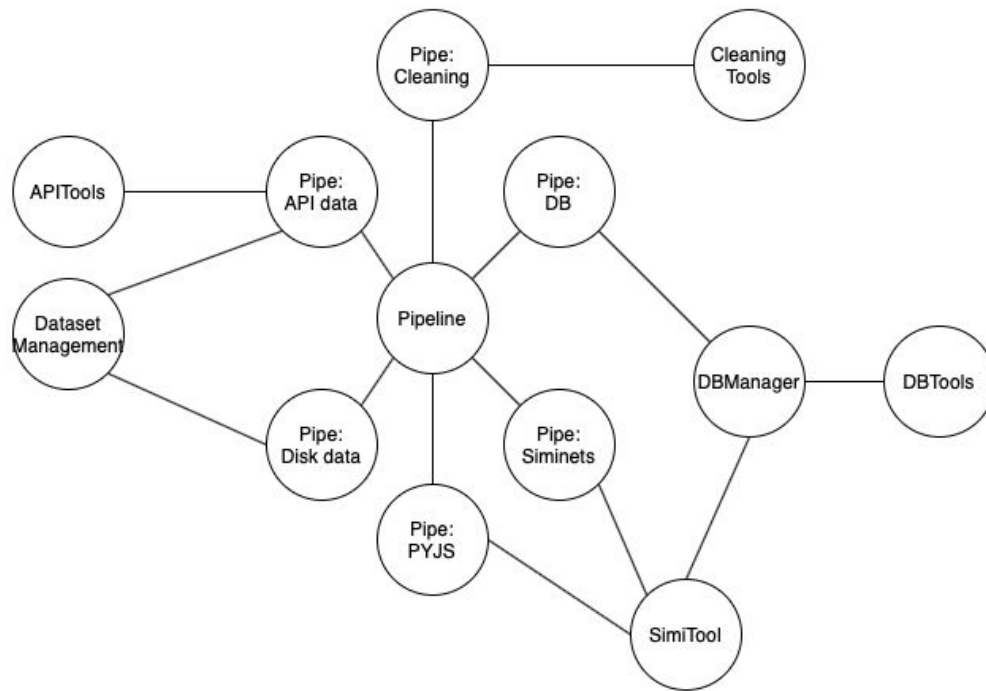 Pipe:
Cleaning
Cleaning
Tools
APITools
Pipe:
API data
Pipe:
DB
Dataset
Management
Pipeline
DBManager
DBTools
Pipe:
Disk data
Pipe:
Siminets
Pipe:
PYJS
SimiTool